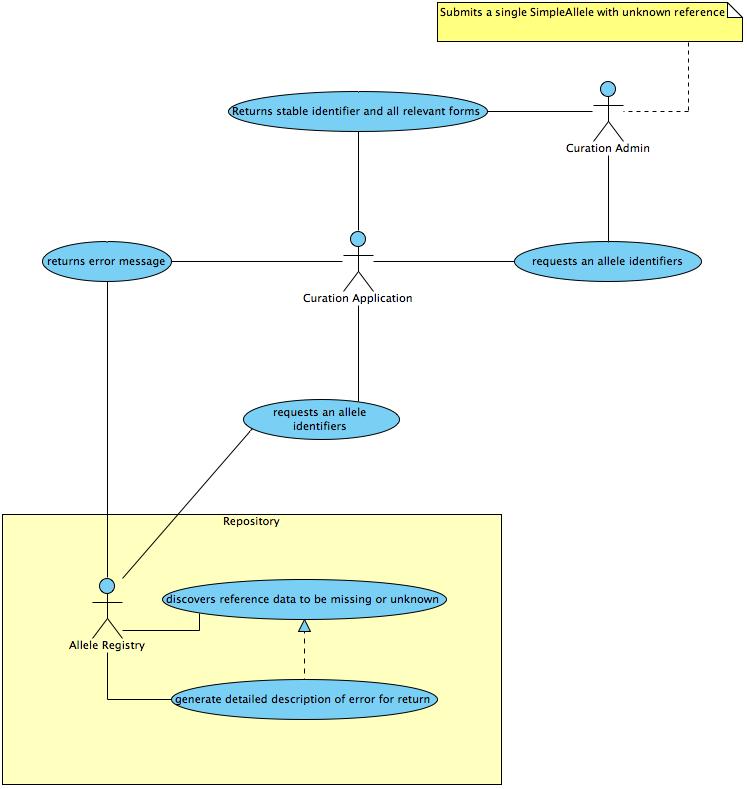 Submits a single SimpleAllele with unknown reference
Returns stable identifier and all relevant forms
Curation Admin
returns error message
requests an allele identifiers
Curation Application
requests an allele
identifiers
Repository
discovers reference data to be missing or unknown
Allele Registry
generate detailed description of error for return